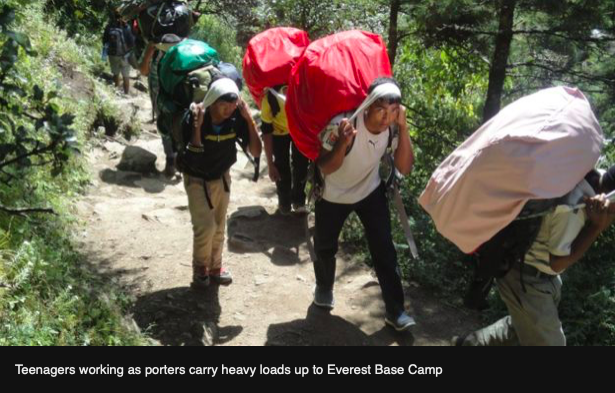 Teenagers working as porters carry heavy loads up to Everest Base Camp